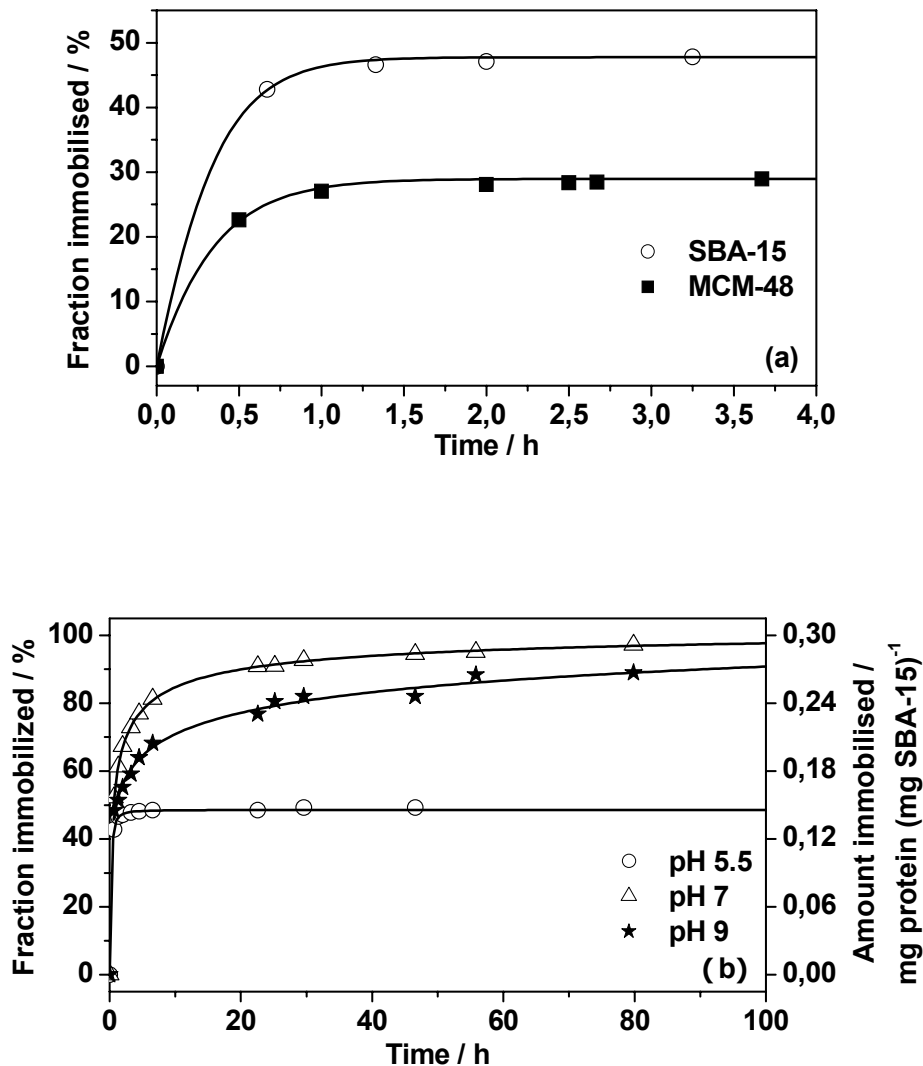 50
40
30
20
10
0
Fraction immobilised / %
SBA-15
MCM-48
(a)
0,0 0,5 1,0 1,5 2,0 2,5 3,0 3,5 4,0
Time / h
100
80
60
40
20
0
Fraction immobilized / %
0,30
0,24
0,18
0,12
0,06
0,00
Amount immobilised /
mg protein (mg SBA-15)⁻¹
pH 5.5
pH 7
pH 9
(b)
0 20 40 60 80 100
Time / h